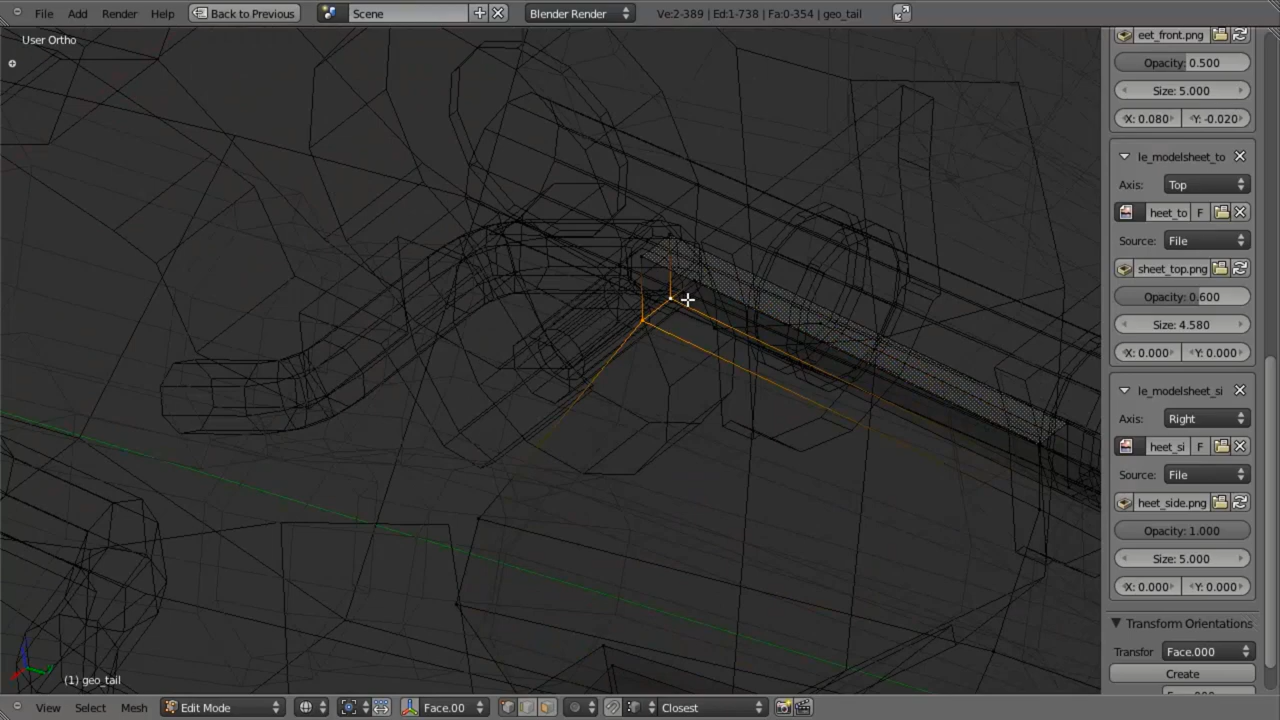 File Add Render Help Back to Previous Scene Blender Render Ve:2-389 | Ed:1-738 | Fa:0-354 | geo_tail
User Ortho
eet_front.png
Opacity: 0.500
Size: 5.000
X: 0.080 Y: -0.020
le_modelsheet_to
Axis: Top
heet_to F
Source: File
sheet_top.png
Opacity: 0.600
Size: 4.580
X: 0.000 Y: 0.000
le_modelsheet_si
Axis: Right
heet_si F
Source: File
heet_side.png
Opacity: 1.000
Size: 5.000
X: 0.000 Y: 0.000
Transform Orientations
Transfor Face.000
Create
(1) geo_tail
View Select Mesh Edit Mode Face.00 Closest